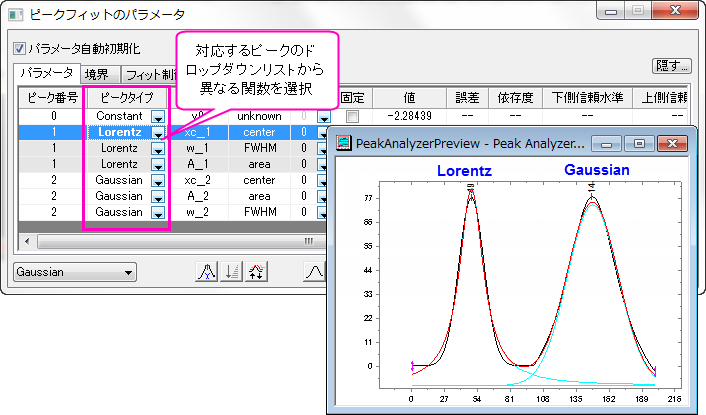 ピークフィットのパラメータ
パラメータ自動初期化
対応するピークのド
ロップダウンリストから
異なる関数を選択
隠す...
パラメータ 境界 フィット制御
ピーク番号 ピークタイプ 固定 値 誤差 依存度 下側信頼水準 上側信頼
0 Constant y0 unknown 0 -2.28439 -- -- -- --
1 Lorentz xc__1 center 0
1 Lorentz w__1 FWHM 0
1 Lorentz A__1 area 0
2 Gaussian xc__2 center 0
2 Gaussian A__2 area 0
2 Gaussian w__2 FWHM 0
Gaussian
PeakAnalyzerPreview - Peak Analyzer...
Lorentz Gaussian
77
66
55
44
33
22
11
0
0 27 54 81 108 135 162 189 216